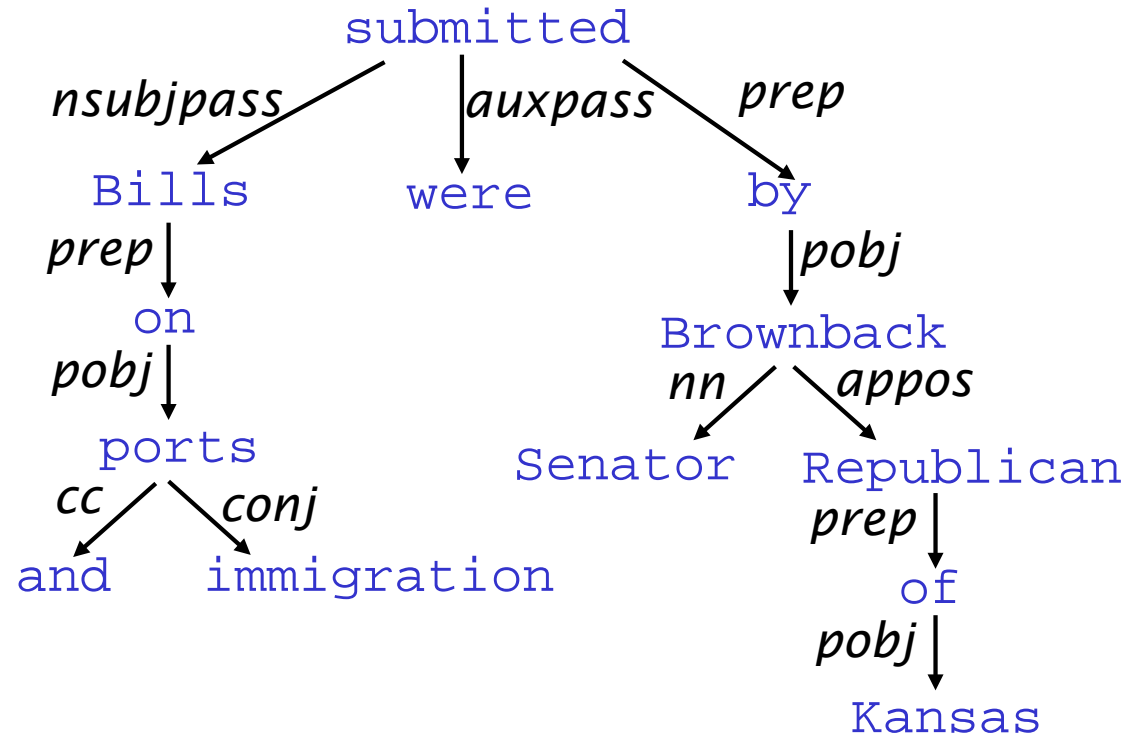 submitted
nsubjpass auxpass prep
Bills were by
prep pobj
on Brownback
pobj nn appos
ports Senator Republican
cc conj prep
and immigration of
pobj
Kansas